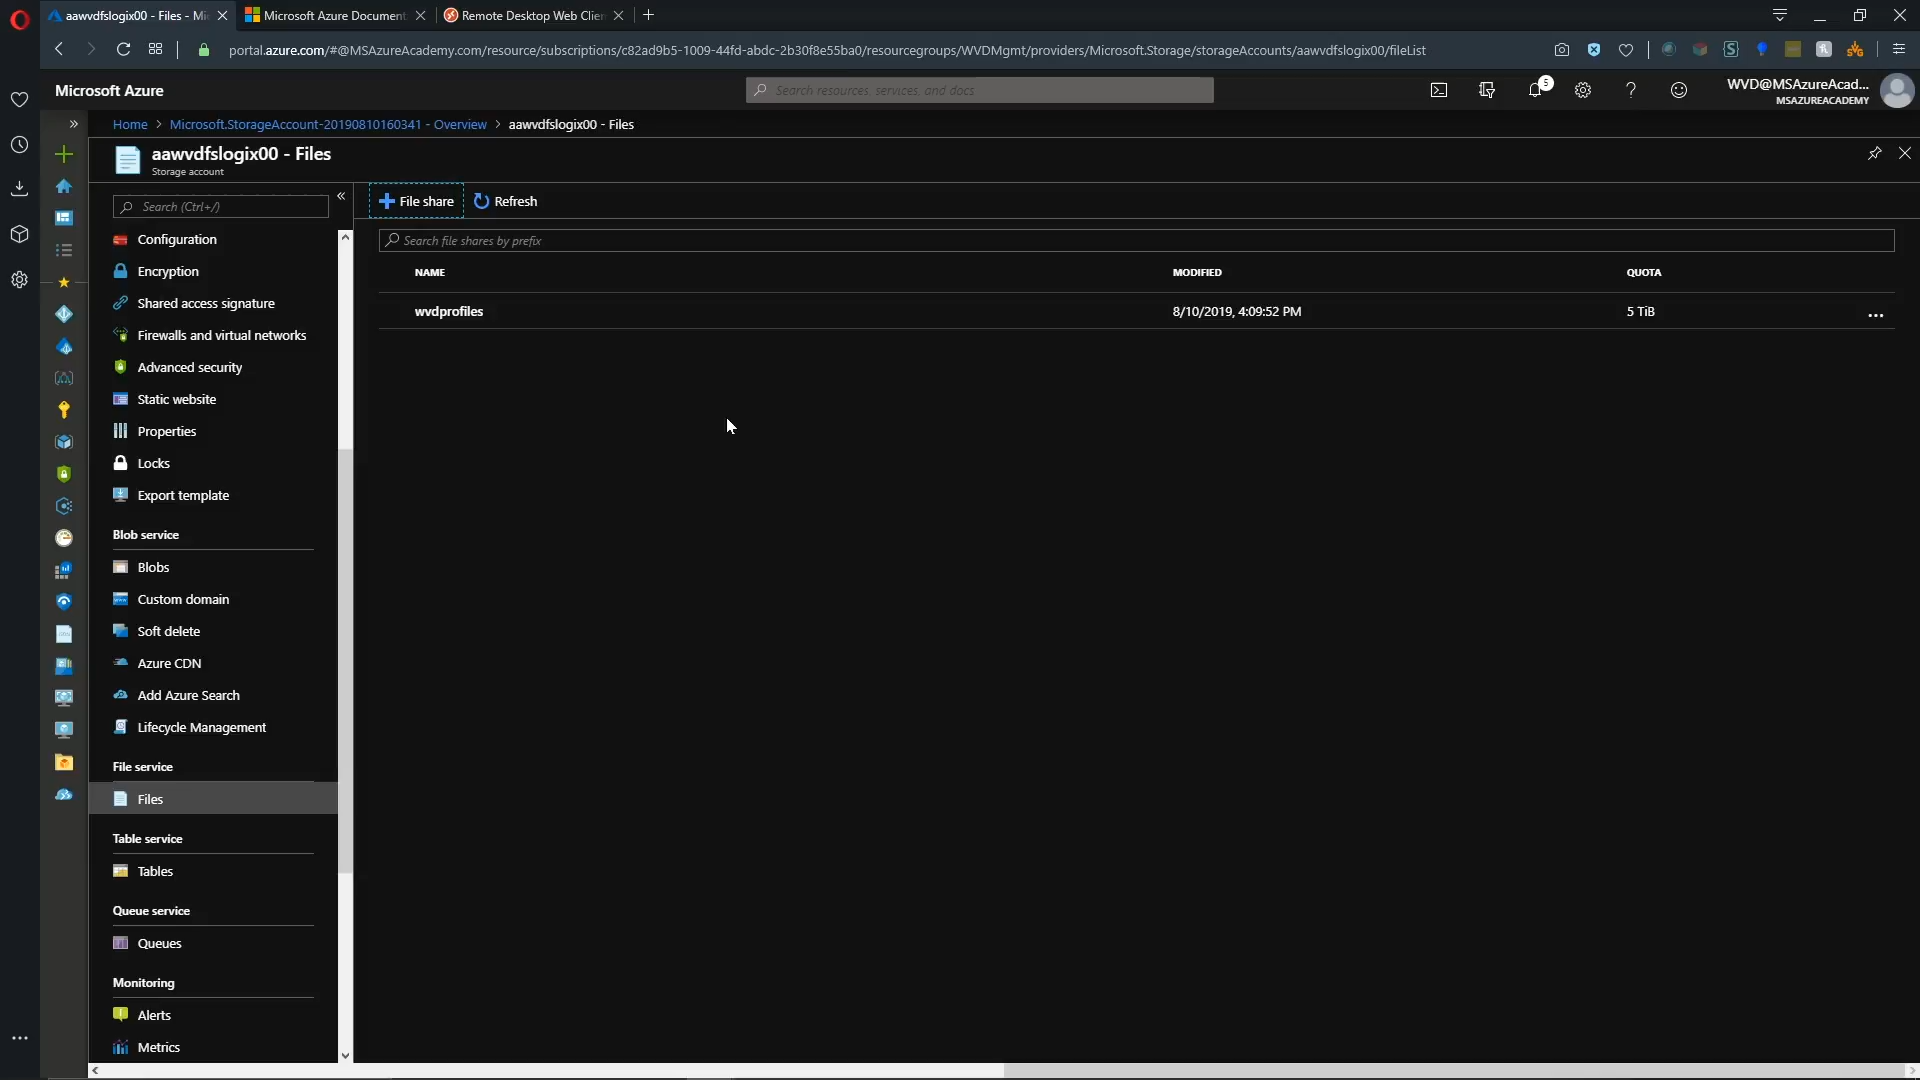 aawvdfslogix00 - Files - Mi
Microsoft Azure Document
Remote Desktop Web Clien
portal.azure.com/#@MSAzureAcademy.com/resource/subscriptions/c82ad9b5-1009-44fd-abdc-2b30f8e55ba0/resourcegroups/WVDMgmt/providers/Microsoft.Storage/storageAccounts/aawvdfslogix00/fileList
Microsoft Azure
Search resources, services, and docs
5
WVD@MSAzureAcad...
MSAZUREACADEMY
Home > Microsoft.StorageAccount-20190810160341 - Overview > aawvdfslogix00 - Files
aawvdfslogix00 - Files
Storage account
Search (Ctrl+/)
Configuration
Encryption
Shared access signature
Firewalls and virtual networks
Advanced security
Static website
Properties
Locks
Export template
Blob service
Blobs
Custom domain
Soft delete
Azure CDN
Add Azure Search
Lifecycle Management
File service
Files
Table service
Tables
Queue service
Queues
Monitoring
Alerts
Metrics
File share
Refresh
Search file shares by prefix
NAME MODIFIED QUOTA
wvdprofiles 8/10/2019, 4:09:52 PM 5 TiB ...